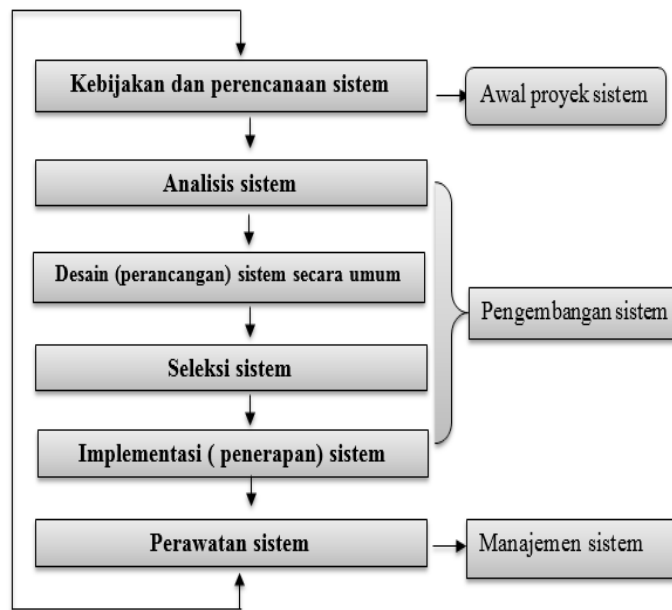 Kebijakan dan perencanaan sistem
Awal proyek sistem
Analisis sistem
Desain (perancangan) sistem secara umum
Pengembangan sistem
Seleksi sistem
Implementasi ( penerapan) sistem
Perawatan sistem
Manajemen sistem